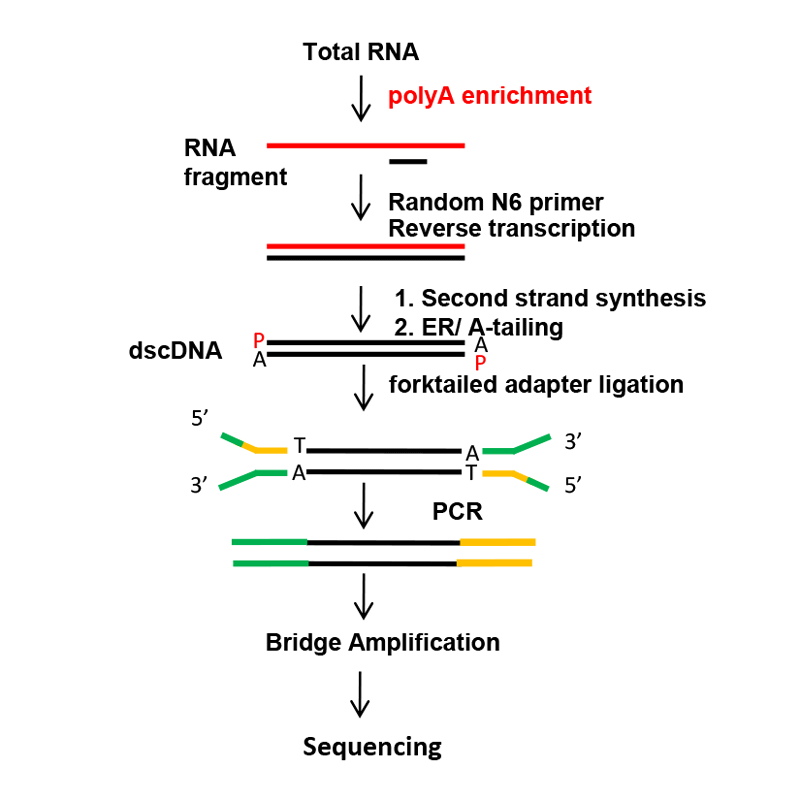 Total RNA
polyA enrichment
RNA
fragment
Random N6 primer
Reverse transcription
1. Second strand synthesis
2. ER/ A-tailing
P
A
dscDNA
A
P
forktailed adapter ligation
5’
T
A
3’
3’
A
T
5’
PCR
Bridge Amplification
Sequencing